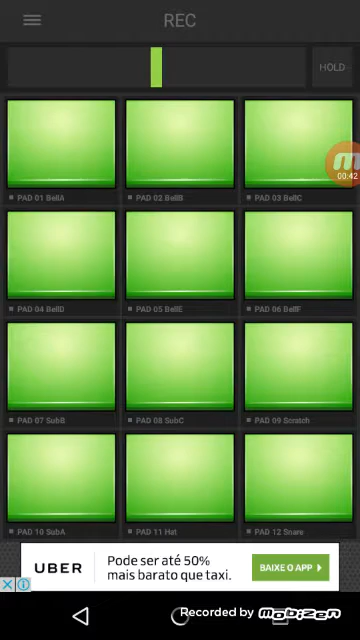 REC
HOLD
00:42
PAD 01 BellA
PAD 02 BellB
PAD 03 BellC
PAD 04 BellD
PAD 05 BellE
PAD 06 BellF
PAD 07 SubB
PAD 08 SubC
PAD 09 Scratch
PAD 10 SubA
PAD 11 Hat
PAD 12 Snare
UBER
Pode ser até 50%
mais barato que taxi.
BAIXE O APP
Recorded by mobizen